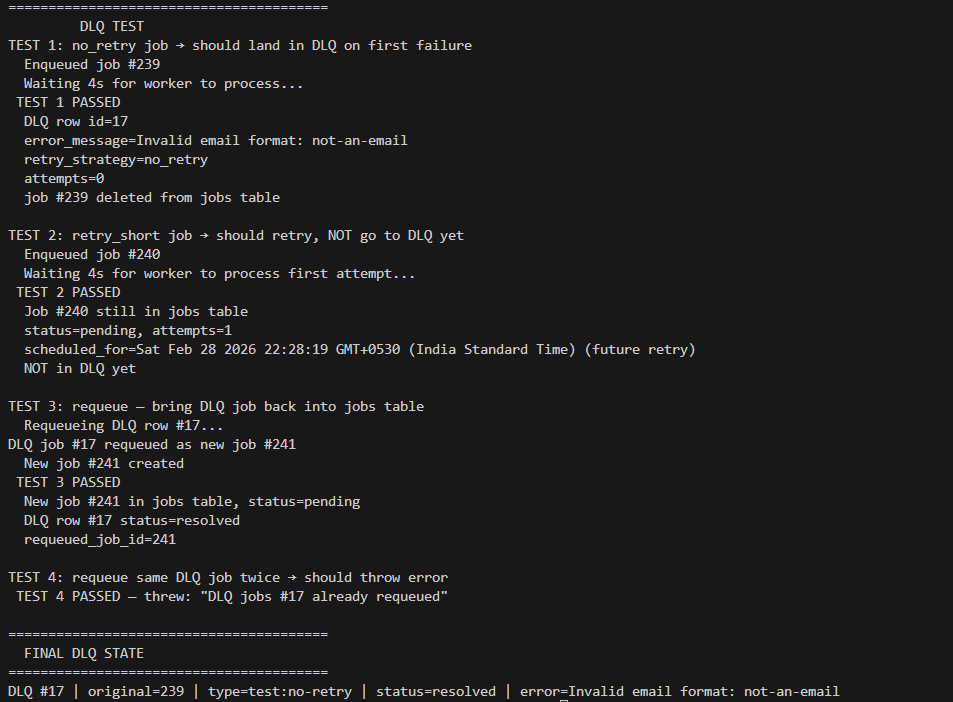 ========================================
DLQ TEST
TEST 1: no_retry job → should land in DLQ on first failure
Enqueued job #239
Waiting 4s for worker to process...
TEST 1 PASSED
DLQ row id=17
error_message=Invalid email format: not-an-email
retry_strategy=no_retry
attempts=0
job #239 deleted from jobs table
TEST 2: retry_short job → should retry, NOT go to DLQ yet
Enqueued job #240
Waiting 4s for worker to process first attempt...
TEST 2 PASSED
Job #240 still in jobs table
status=pending, attempts=1
scheduled_for=Sat Feb 28 2026 22:28:19 GMT+0530 (India Standard Time) (future retry)
NOT in DLQ yet
TEST 3: requeue — bring DLQ job back into jobs table
Requeueing DLQ row #17...
DLQ job #17 requeued as new job #241
New job #241 created
TEST 3 PASSED
New job #241 in jobs table, status=pending
DLQ row #17 status=resolved
requeued_job_id=241
TEST 4: requeue same DLQ job twice → should throw error
TEST 4 PASSED — threw: "DLQ jobs #17 already requeued"
========================================
FINAL DLQ STATE
========================================
DLQ #17 | original=239 | type=test:no-retry | status=resolved | error=Invalid email format: not-an-email